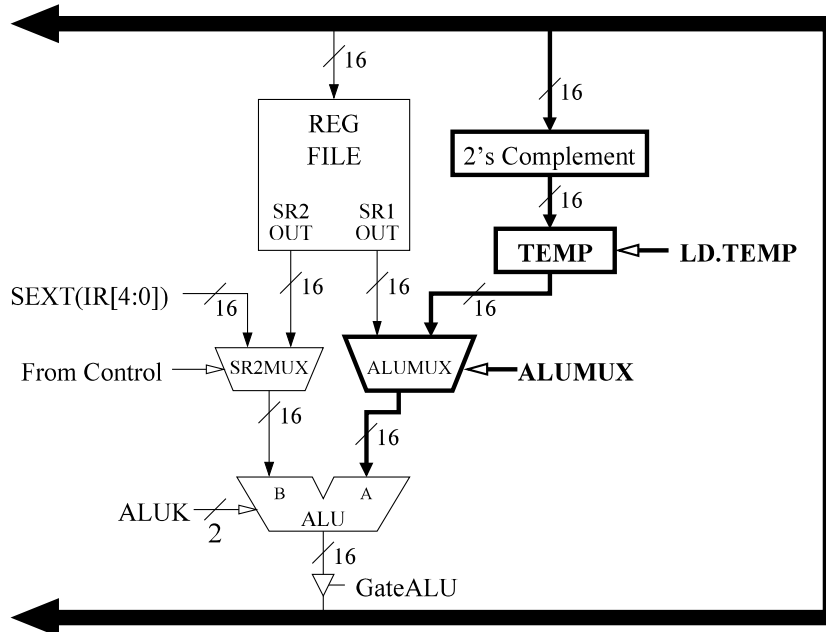 16
16
REG
FILE
2's Complement
16
SR2
OUT
SR1
OUT
TEMP
LD.TEMP
SEXT(IR[4:0])
16
16
16
16
From Control
SR2MUX
ALUMUX
ALUMUX
16
16
B
A
ALUK
2
ALU
16
GateALU